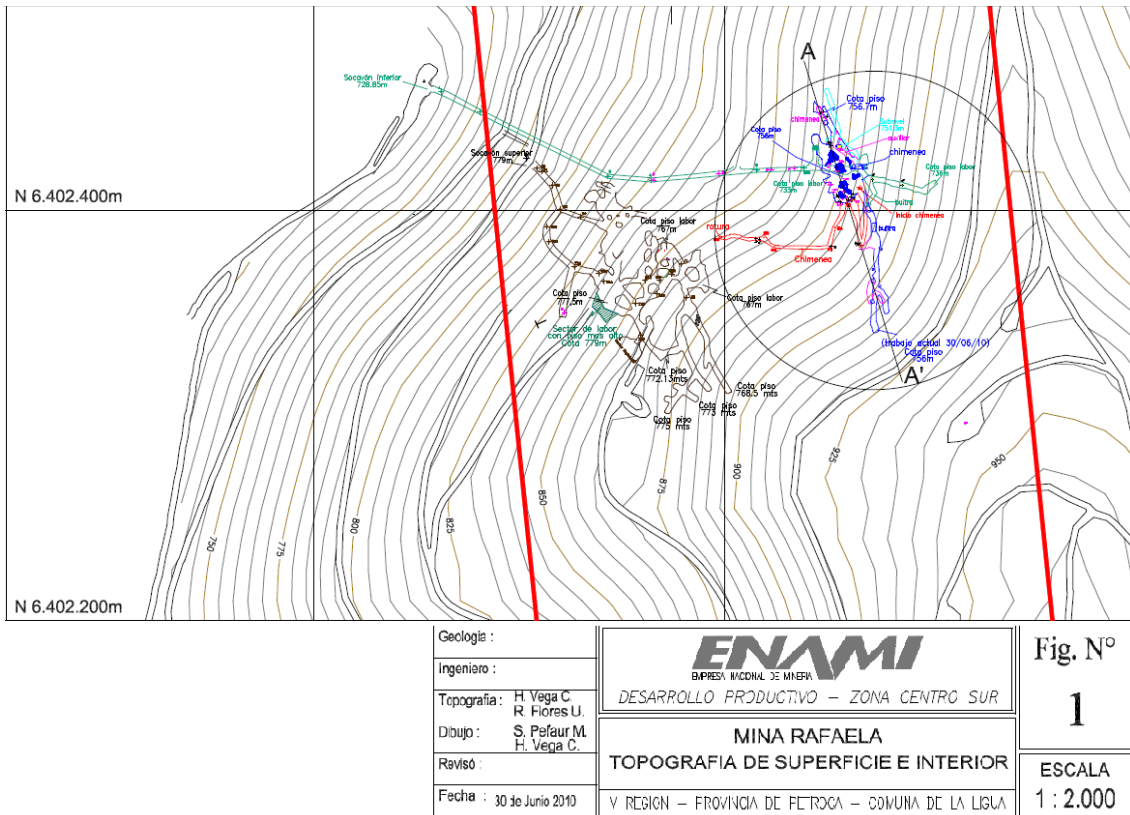 A
Socavón inferior
728.85m
Cota piso
756.7m
chimenea
Subnivel
Cota piso
756m
auxiliar
Socavón superior
779m
chimenea
Cota piso labor
736m
Cota piso labor
733m
N 6.402.400m
buitra
Inicio chimenea
Cota piso labor
767m
rotura
buitra
Chimenea
Cota piso
777.5m
Cota piso labor
767m
Sector de labor
con piso mas alto
Cota 779m
(trabajo actual 30/06/10)
Cota piso
756m
A'
Cota piso
772.13mts
Cota piso
768.5 mts
Cota piso
773 mts
Cota piso
775 mts
925
950
900
875
850
825
800
775
750
N 6.402.200m
Geologia :
Ingeniero :
Topografia : H. Vega C.
R. Flores U.
Dibujo : S. Pefaur M.
H. Vega C.
Revisó :
Fecha : 30 de Junio 2010
ENAMI
EMPRESA NACIONAL DE MINERIA
DESARROLLO PRODUCTIVO – ZONA CENTRO SUR
MINA RAFAELA
TOPOGRAFIA DE SUPERFICIE E INTERIOR
V REGION – PROVINCIA DE PETROCA – COMUNA DE LA LIGUA
Fig. Nº
1
ESCALA
1 : 2.000